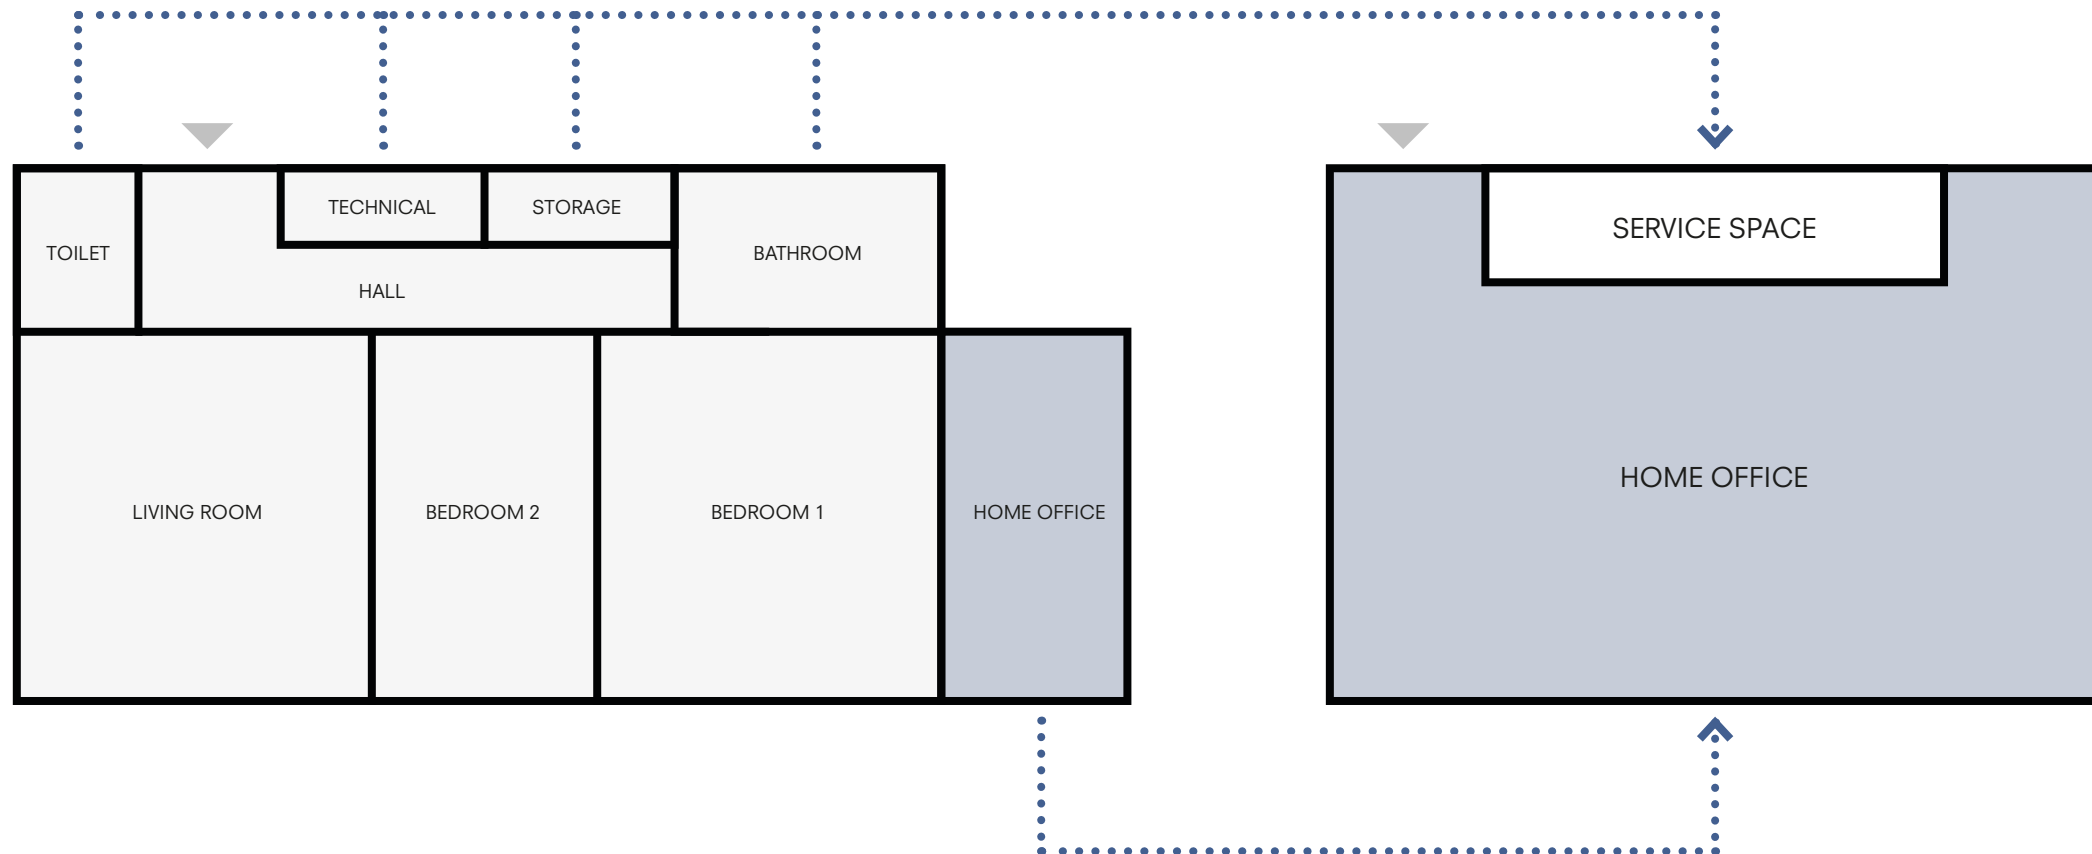 TECHNICAL
STORAGE
TOILET
BATHROOM
HALL
LIVING ROOM
BEDROOM 2
BEDROOM 1
HOME OFFICE
SERVICE SPACE
HOME OFFICE